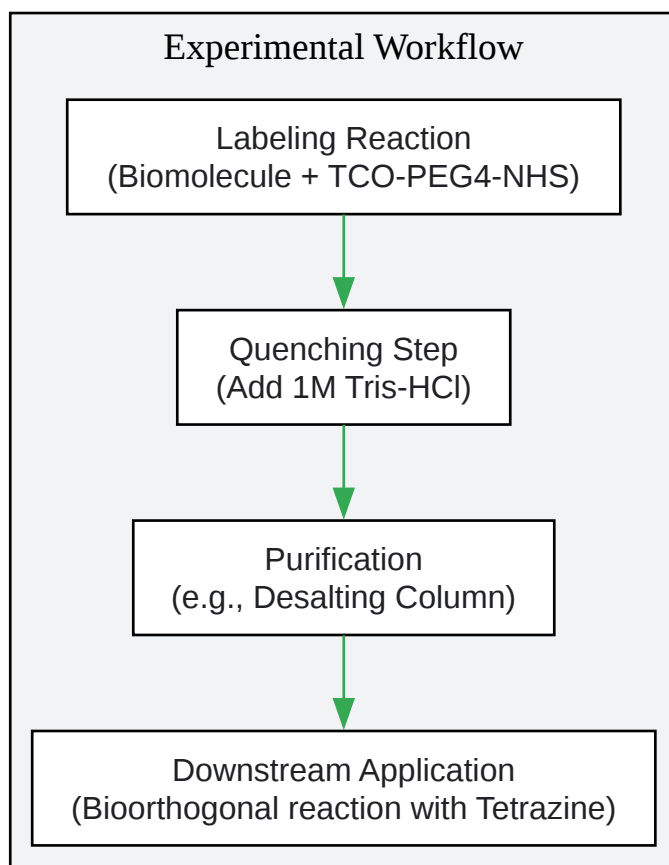 Experimental Workflow
Labeling Reaction
(Biomolecule + TCO-PEG4-NHS)
Quenching Step
(Add 1M Tris-HCl)
Purification
(e.g., Desalting Column)
Downstream Application
(Bioorthogonal reaction with Tetrazine)